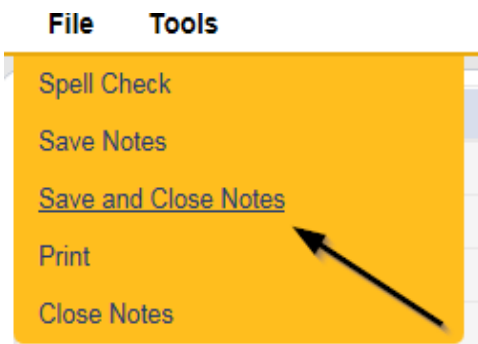 File Tools
Spell Check
Save Notes
Save and Close Notes
Print
Close Notes